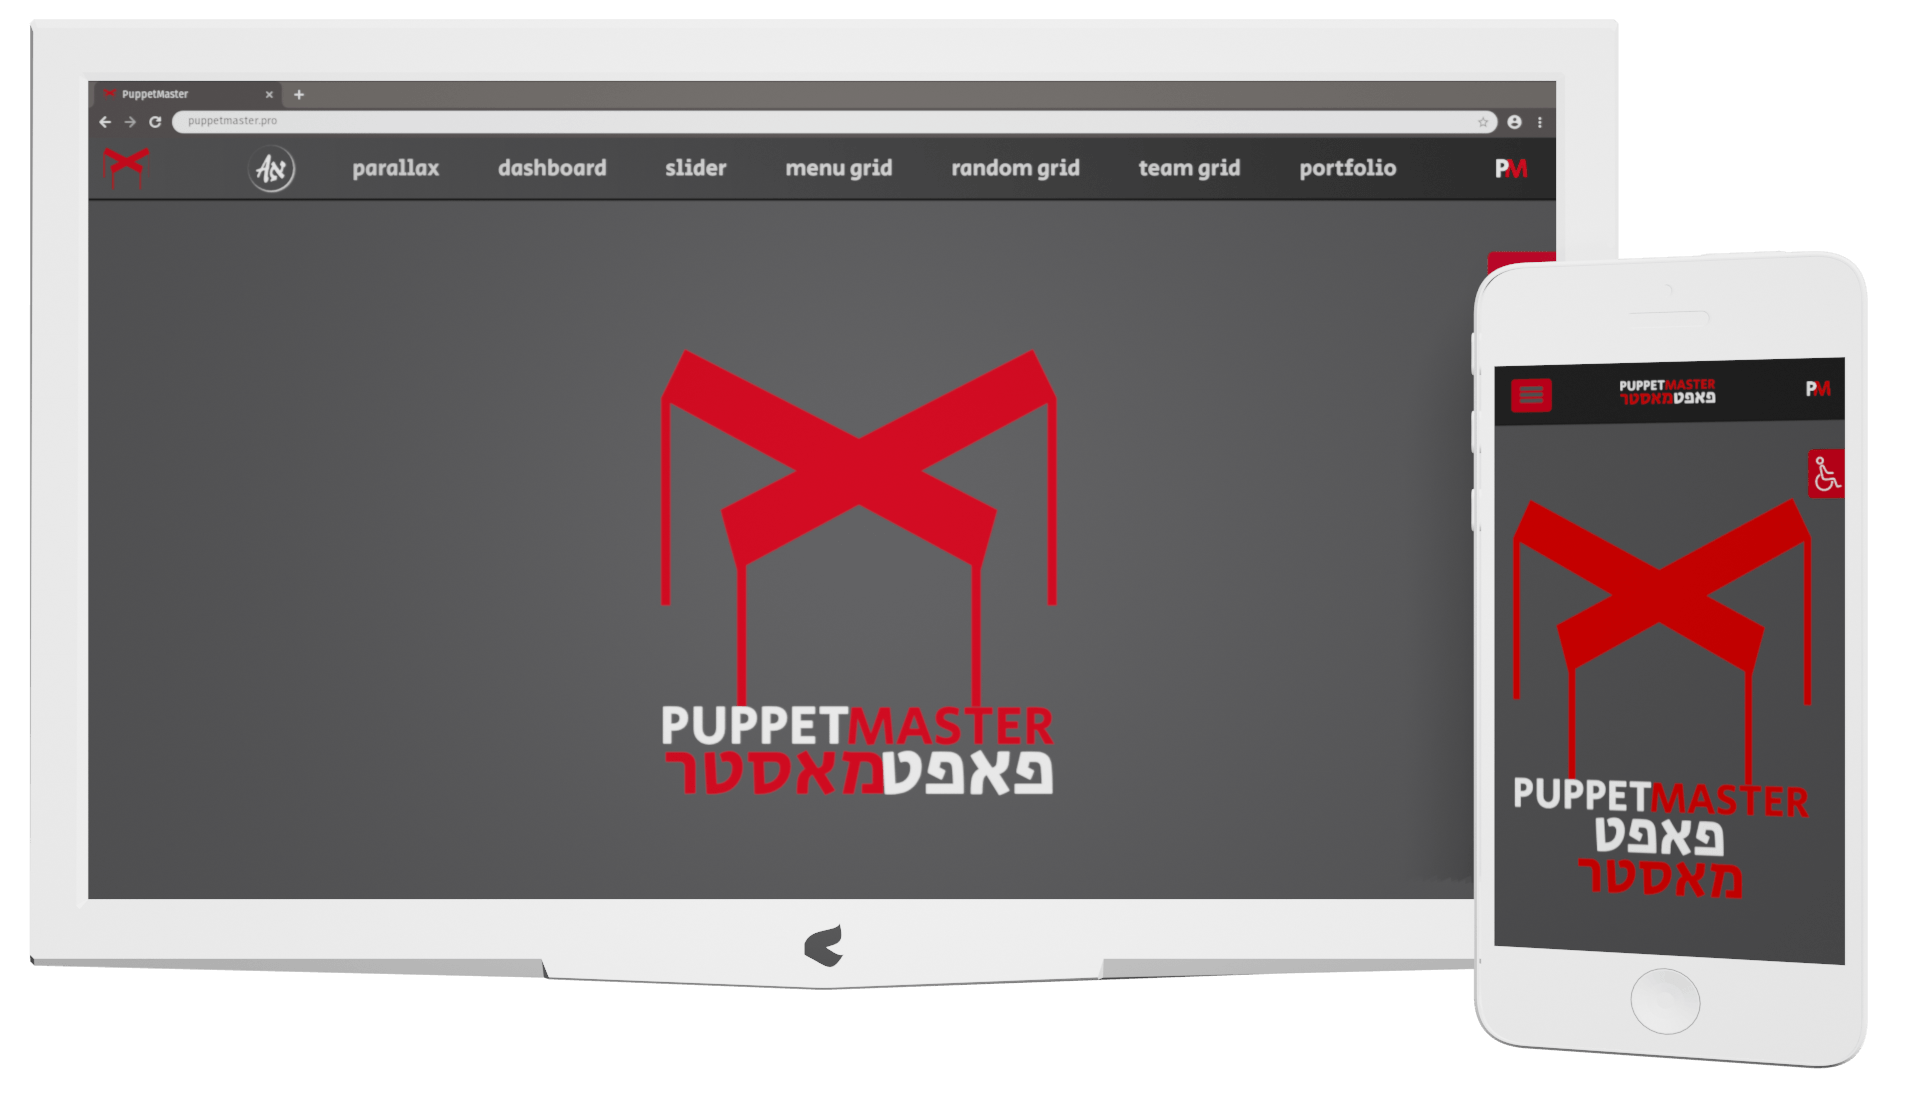 PuppetMaster
puppetmaster.pro
Aא parallax dashboard slider menu grid random grid team grid portfolio PM
PUPPETMASTER
פאפטמאסטר
PUPPETMASTER
פאפטמאסטר
PM
PUPPETMASTER
פאפט
מאסטר